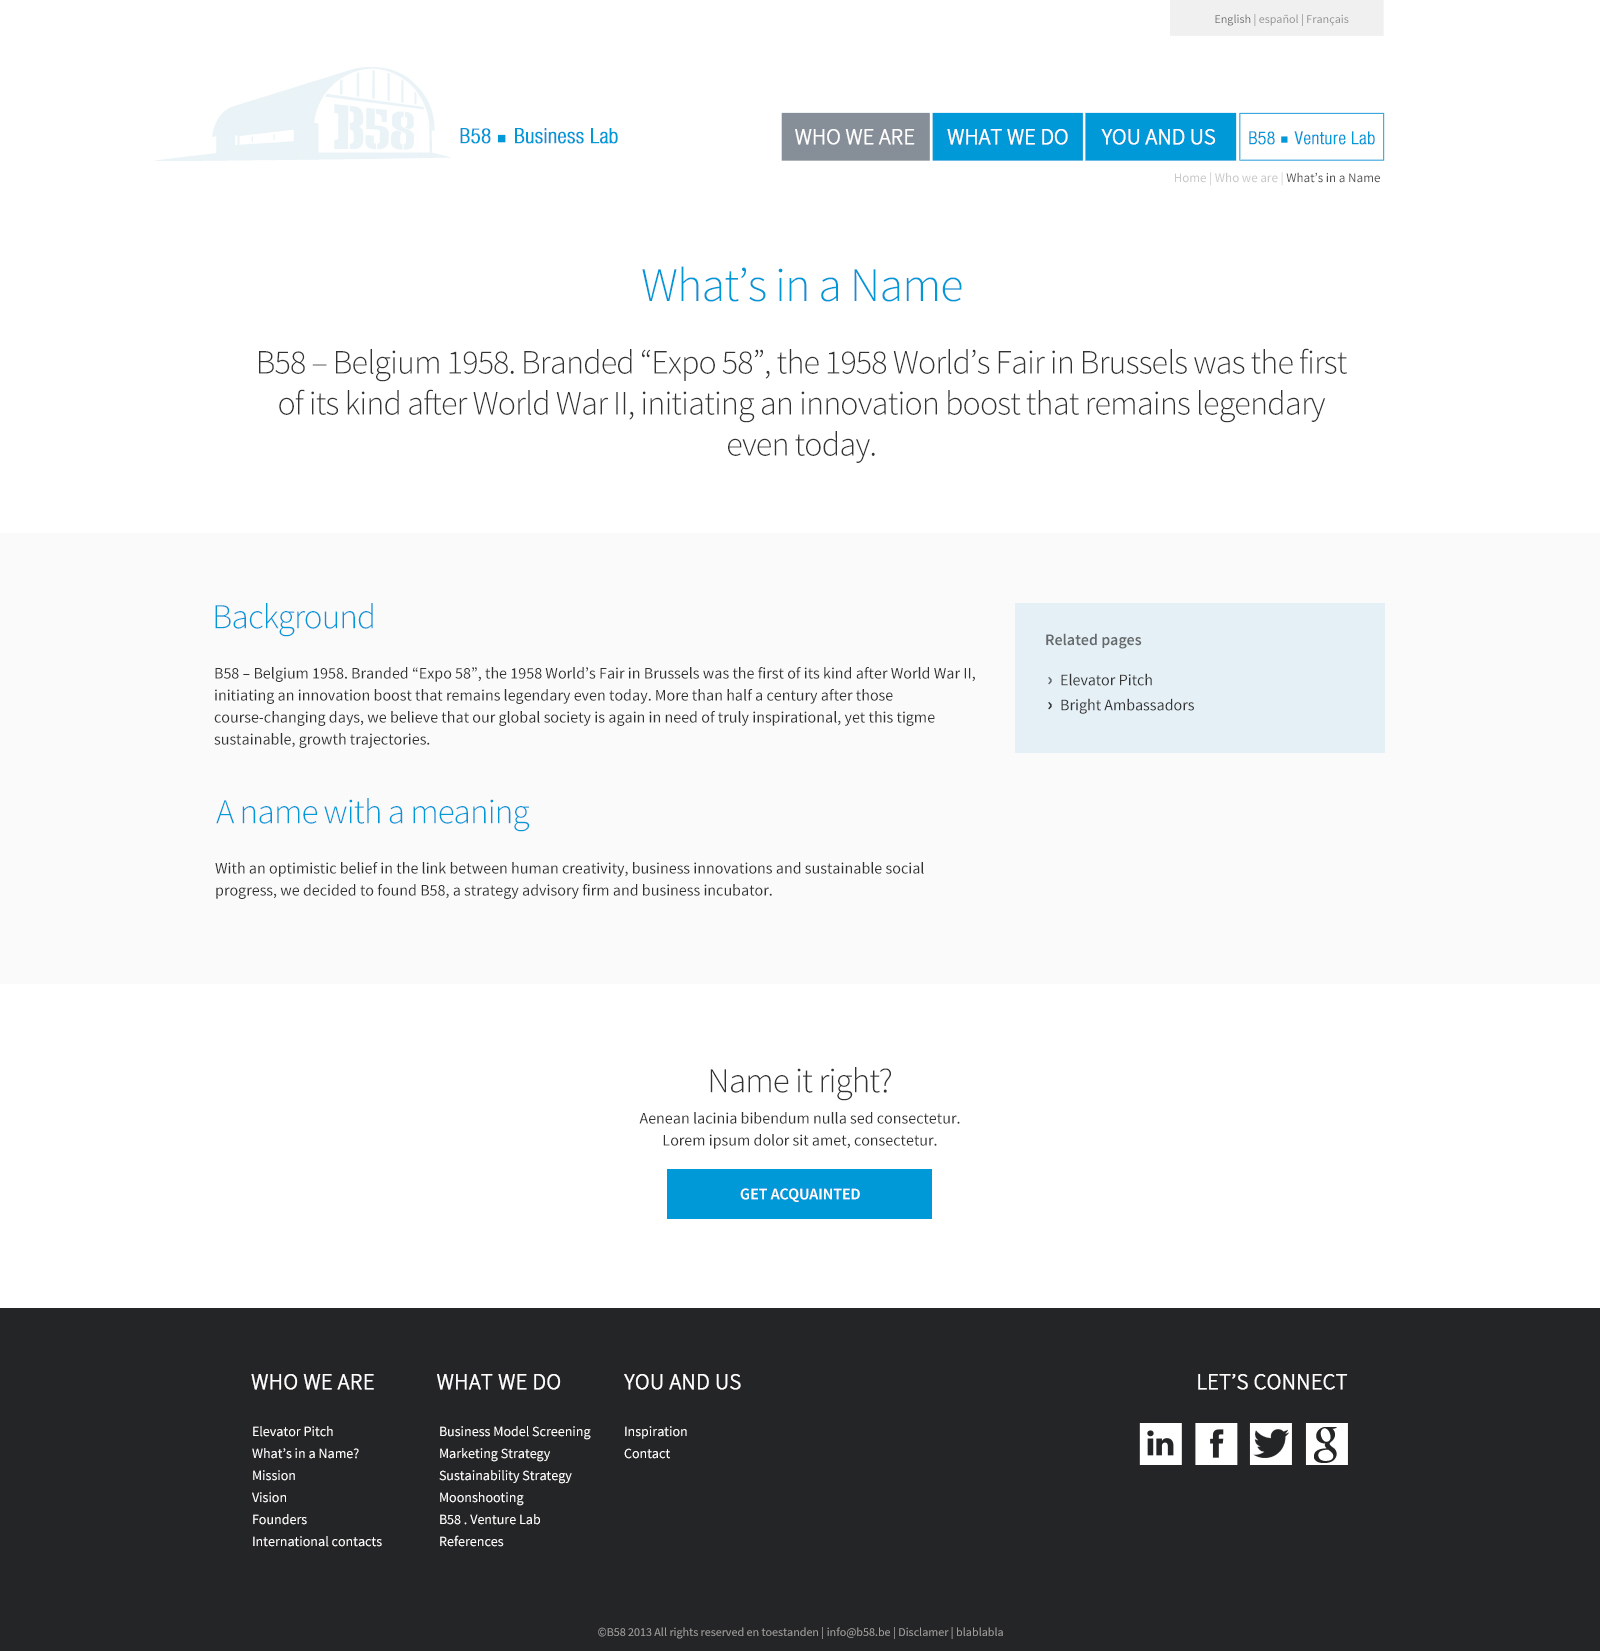 English | español | Français
B58
B58 ■ Business Lab
WHO WE ARE
WHAT WE DO
YOU AND US
B58 ■ Venture Lab
Home | Who we are | What’s in a Name
What’s in a Name
B58 – Belgium 1958. Branded “Expo 58”, the 1958 World’s Fair in Brussels was the first
of its kind after World War II, initiating an innovation boost that remains legendary
even today.
Background
B58 – Belgium 1958. Branded “Expo 58”, the 1958 World’s Fair in Brussels was the first of its kind after World War II,
initiating an innovation boost that remains legendary even today. More than half a century after those
course-changing days, we believe that our global society is again in need of truly inspirational, yet this tigme
sustainable, growth trajectories.
Related pages
› Elevator Pitch
› Bright Ambassadors
A name with a meaning
With an optimistic belief in the link between human creativity, business innovations and sustainable social
progress, we decided to found B58, a strategy advisory firm and business incubator.
Name it right?
Aenean lacinia bibendum nulla sed consectetur.
Lorem ipsum dolor sit amet, consectetur.
GET ACQUAINTED
WHO WE ARE
Elevator Pitch
What’s in a Name?
Mission
Vision
Founders
International contacts
WHAT WE DO
Business Model Screening
Marketing Strategy
Sustainability Strategy
Moonshooting
B58 . Venture Lab
References
YOU AND US
Inspiration
Contact
LET’S CONNECT
in f g
©B58 2013 All rights reserved en toestanden | info@b58.be | Disclamer | blablabla